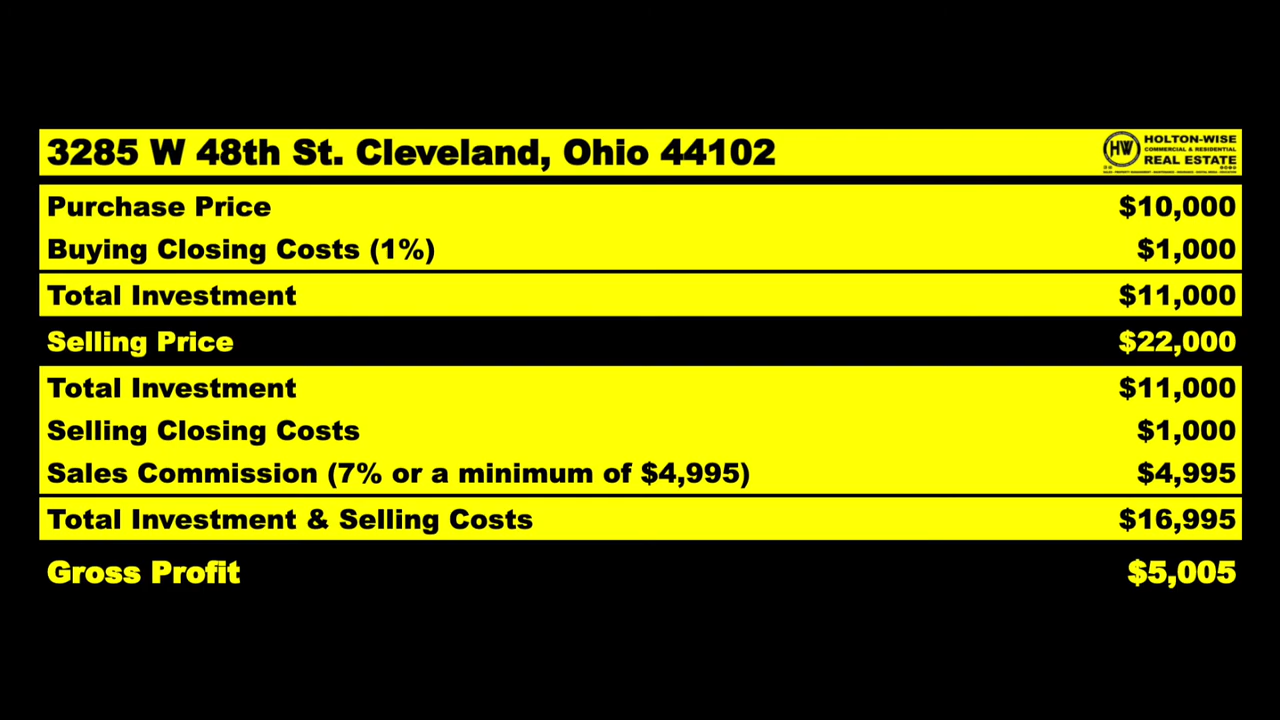 3285 W 48th St. Cleveland, Ohio 44102
HOLTON-WISE
COMMERCIAL & RESIDENTIAL
REAL ESTATE
HW
Purchase Price $10,000
Buying Closing Costs (1%) $1,000
Total Investment $11,000
Selling Price $22,000
Total Investment $11,000
Selling Closing Costs $1,000
Sales Commission (7% or a minimum of $4,995) $4,995
Total Investment & Selling Costs $16,995
Gross Profit $5,005